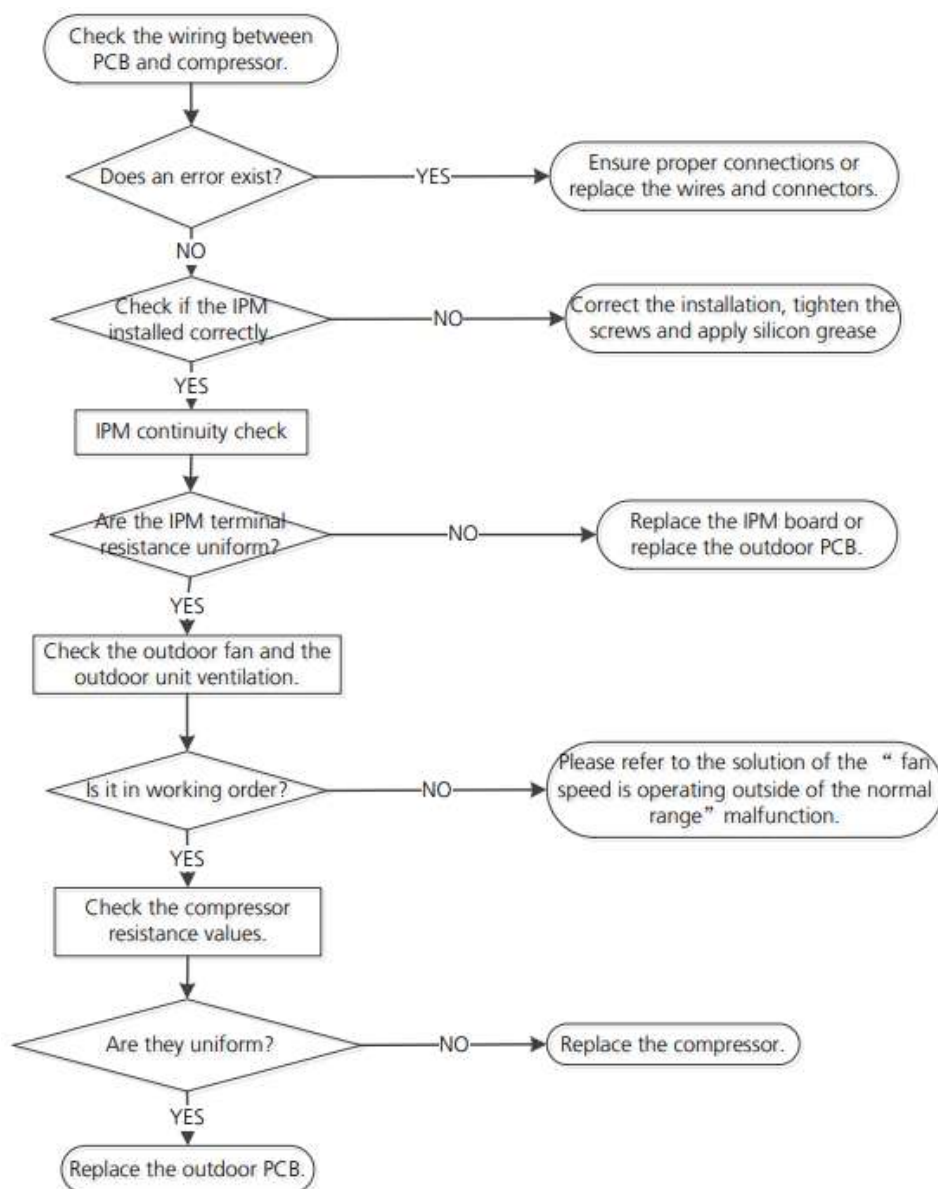 Check the wiring between
PCB and compressor.
Does an error exist?
YES
Ensure proper connections or
replace the wires and connectors.
NO
Check if the IPM
installed correctly.
NO
Correct the installation, tighten the
screws and apply silicon grease
YES
IPM continuity check
Are the IPM terminal
resistance uniform?
NO
Replace the IPM board or
replace the outdoor PCB.
YES
Check the outdoor fan and the
outdoor unit ventilation.
Is it in working order?
NO
Please refer to the solution of the “ fan
speed is operating outside of the normal
range” malfunction.
YES
Check the compressor
resistance values.
Are they uniform?
NO
Replace the compressor.
YES
Replace the outdoor PCB.